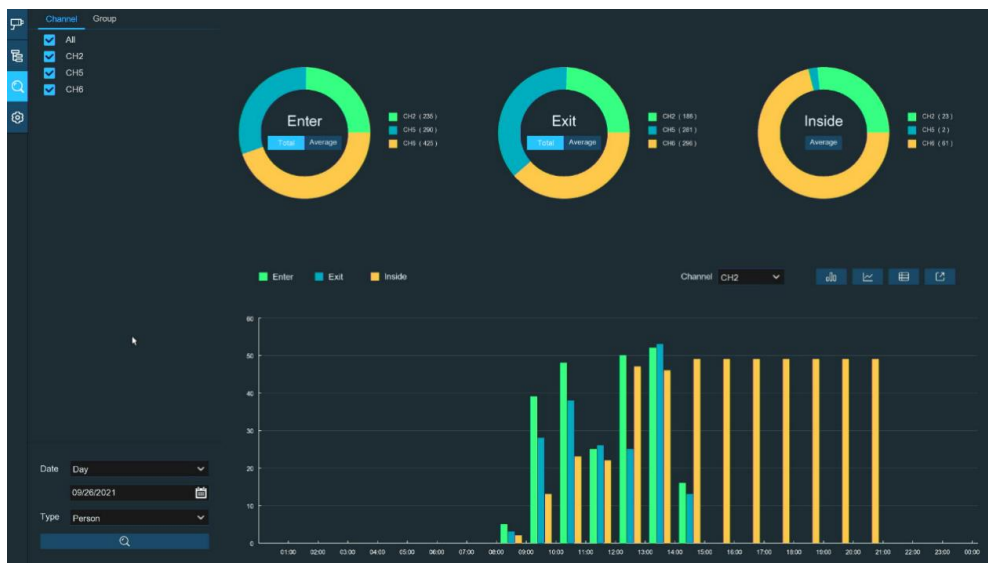 Channel Group
All
CH2
CH5
CH6
Enter
Total Average
CH2 ( 235 )
CH5 ( 290 )
CH6 ( 425 )
Exit
Total Average
CH2 ( 186 )
CH5 ( 281 )
CH6 ( 296 )
Inside
Average
CH2 ( 23 )
CH5 ( 2 )
CH6 ( 61 )
Enter Exit Inside
Channel CH2
60
50
40
30
20
10
0
01:00 02:00 03:00 04:00 05:00 06:00 07:00 08:00 09:00 10:00 11:00 12:00 13:00 14:00 15:00 16:00 17:00 18:00 19:00 20:00 21:00 22:00 23:00 00:00
Date Day
09/26/2021
Type Person